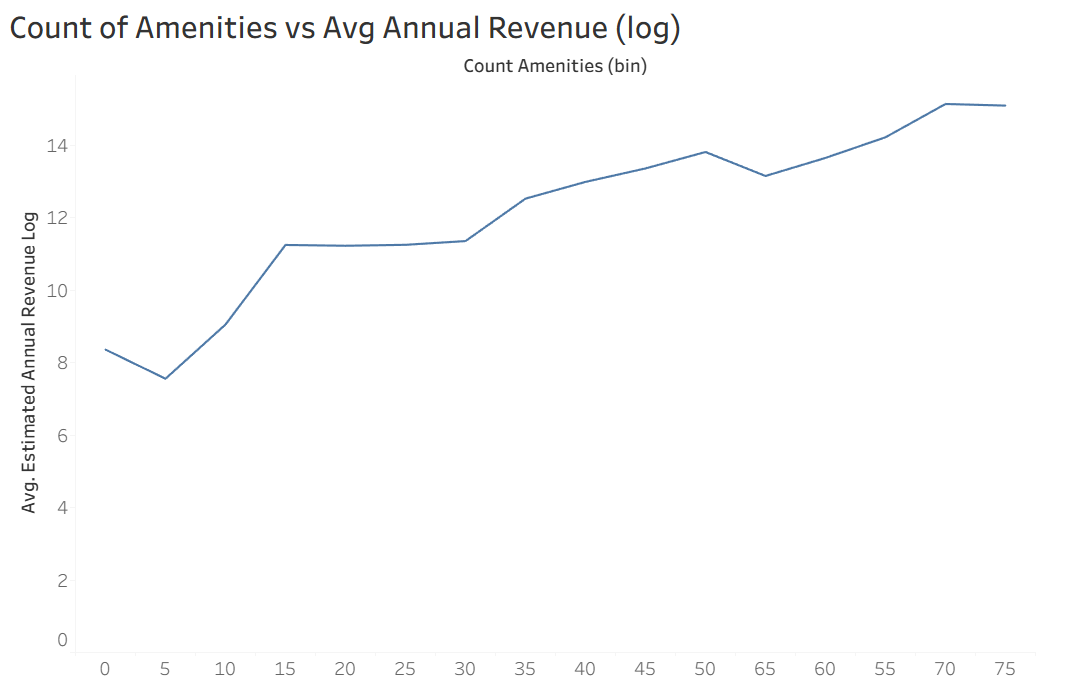 Count of Amenities vs Avg Annual Revenue (log)
Count Amenities (bin)
Avg. Estimated Annual Revenue Log
14
12
10
8
6
4
2
0
0 5 10 15 20 25 30 35 40 45 50 65 60 55 70 75